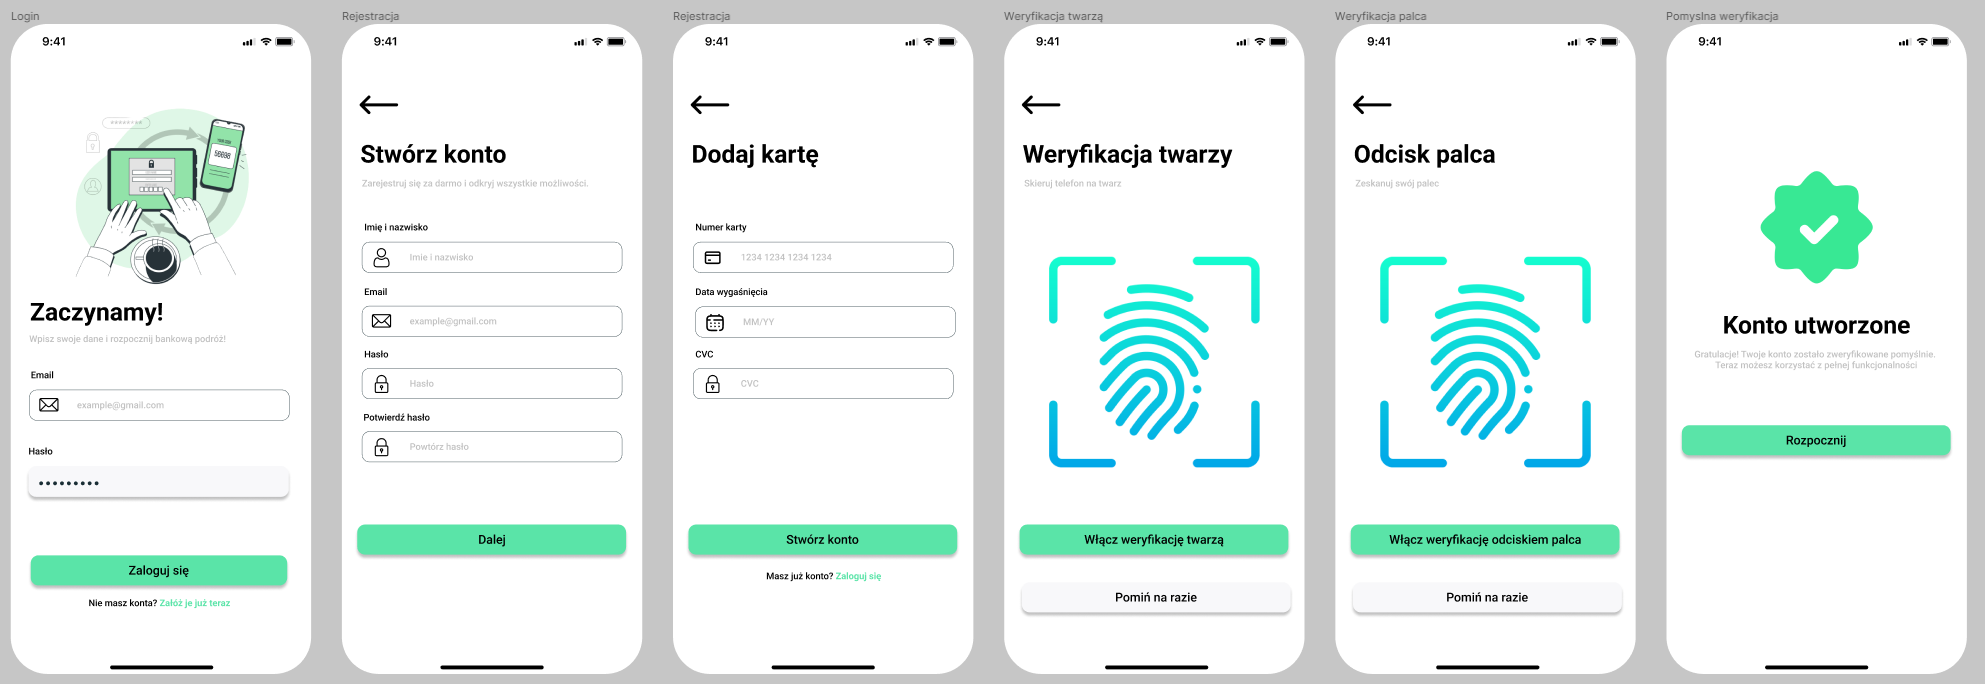 Login
9:41
********
Zaczynamy!
Wpisz swoje dane i rozpocznij bankową podróż!
Email
example@gmail.com
Hasło
•••••••••
Zaloguj się
Nie masz konta? Załóż je już teraz
Rejestracja
9:41
Stwórz konto
Zarejestruj się za darmo i odkryj wszystkie możliwości.
Imię i nazwisko
Imie i nazwisko
Email
example@gmail.com
Hasło
Hasło
Potwierdź hasło
Powtórz hasło
Dalej
Rejestracja
9:41
Dodaj kartę
Numer karty
1234 1234 1234 1234
Data wygaśnięcia
MM/YY
CVC
CVC
Stwórz konto
Masz już konto? Zaloguj się
Weryfikacja twarzą
9:41
Weryfikacja twarzy
Skieruj telefon na twarz
Włącz weryfikację twarzą
Pomiń na razie
Weryfikacja palca
9:41
Odcisk palca
Zeskanuj swój palec
Włącz weryfikację odciskiem palca
Pomiń na razie
Pomyslna weryfikacja
9:41
Konto utworzone
Gratulacje! Twoje konto zostało zweryfikowane pomyślnie.
Teraz możesz korzystać z pełnej funkcjonalności
Rozpocznij